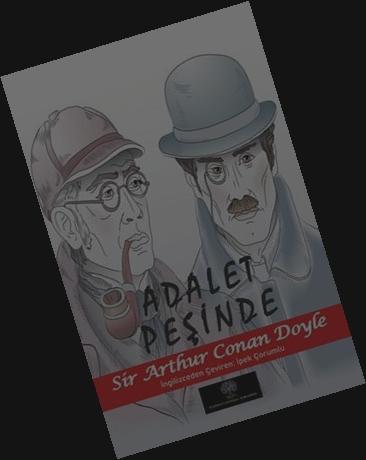 ADALET
PEŞİNDE
Sir Arthur Conan Doyle
İngilizceden Çeviren: İpek Çorumlu